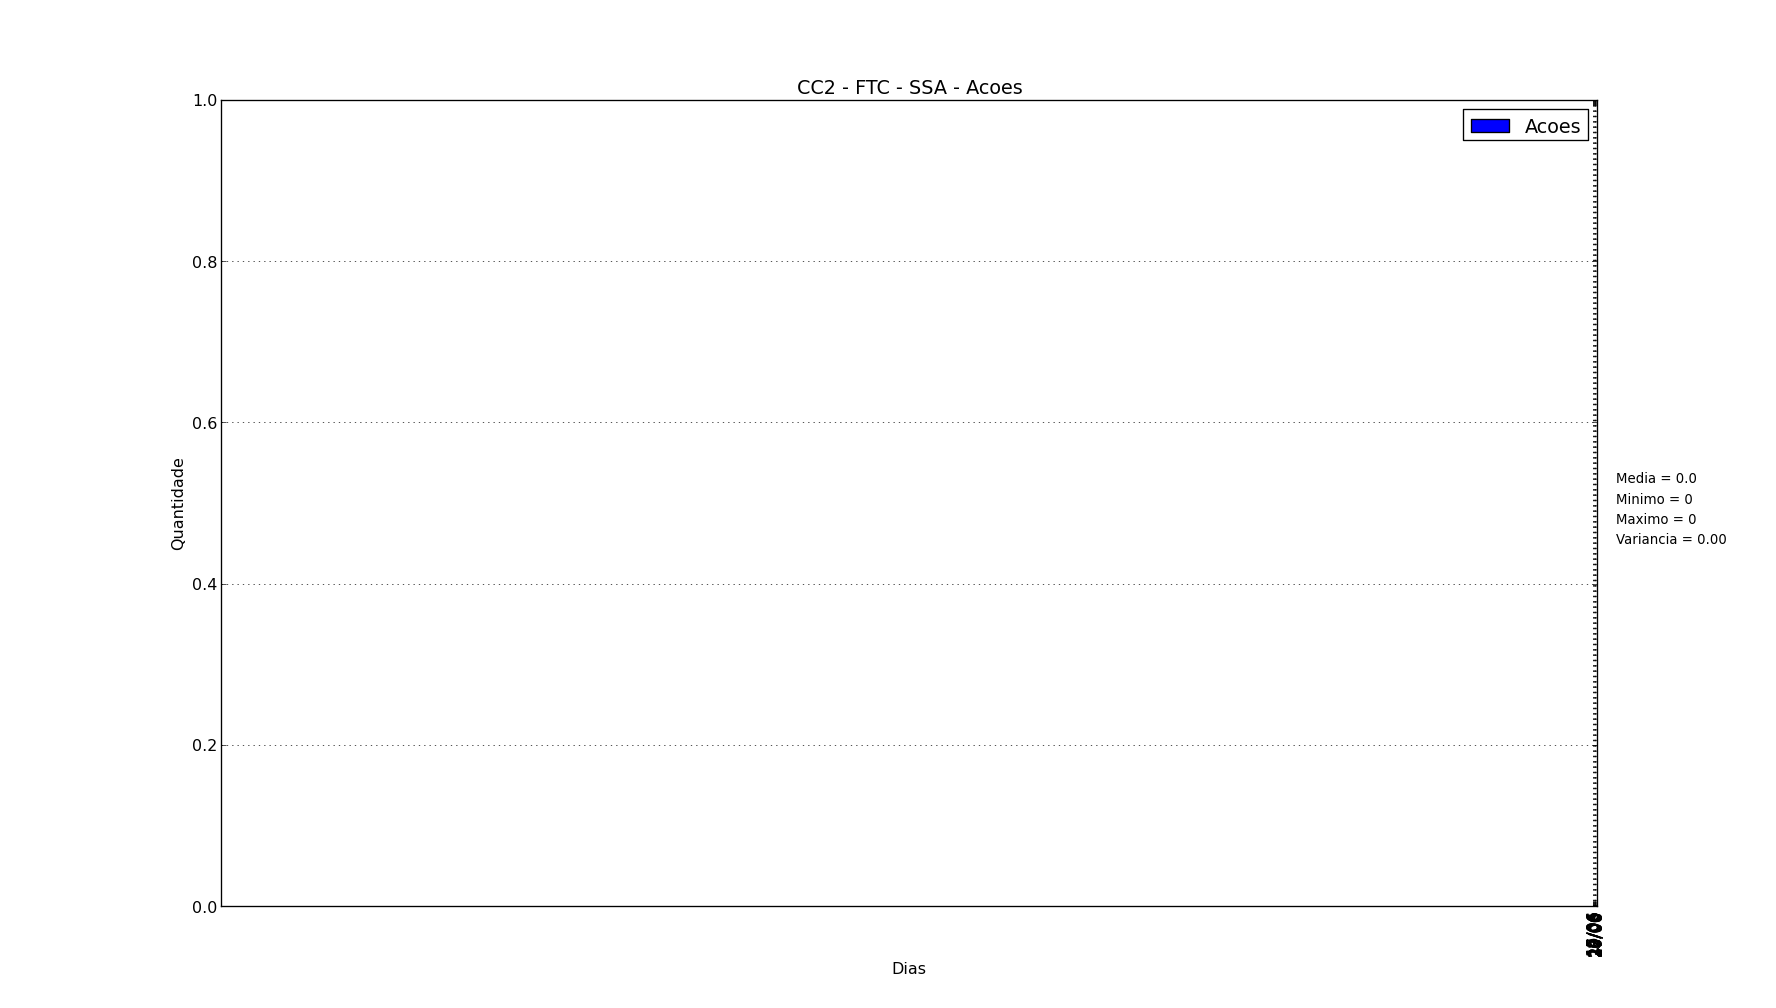 CC2 - FTC - SSA - Acoes
1.0
Acoes
0.8
0.6
Quantidade
Media = 0.0
Minimo = 0
Maximo = 0
Variancia = 0.00
0.4
0.2
0.0
Dias